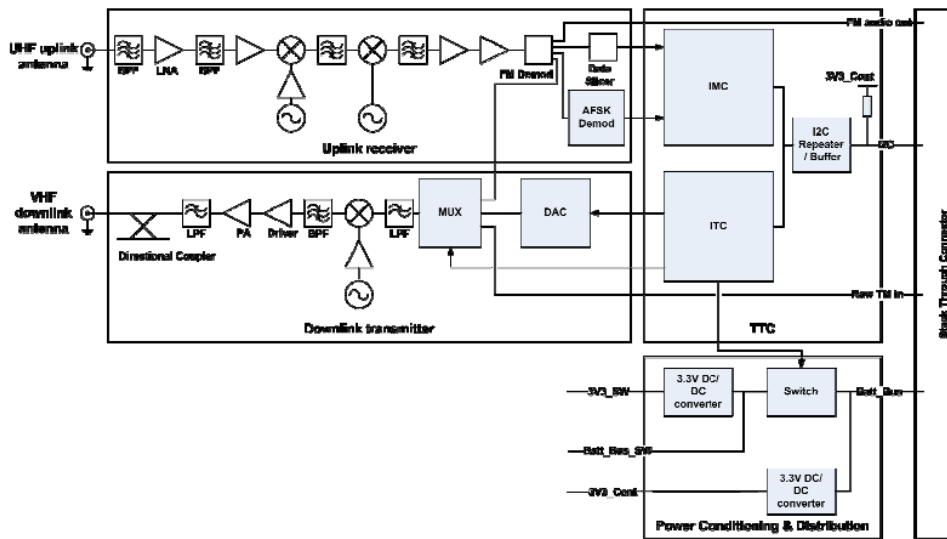 UHF uplink
antenna
BPF
LNA
BPF
FM Demod
Data
Slicer
AFSK
Demod
Uplink receiver
FM audio out
IMC
3V3_Cont
I2C
Repeater
/ Buffer
I2C
VHF
downlink
antenna
Directional Coupler
LPF
PA
Driver
BPF
LPF
MUX
DAC
ITC
Raw TM in
Downlink transmitter
TTC
Stack Through Connector
3V3_SW
3.3V DC/
DC
converter
Switch
Batt_Bus
Batt_Bus_SW
3V3_Cont
3.3V DC/
DC
converter
Power Conditioning & Distribution